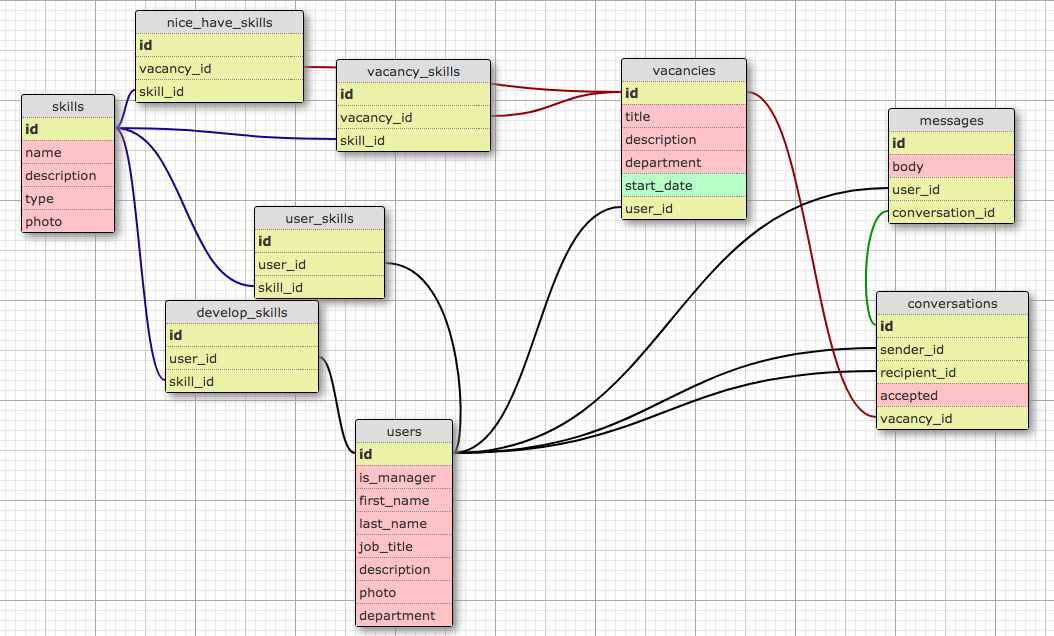 nice_have_skills
id
vacancy_id
skill_id
vacancy_skills
id
vacancy_id
skill_id
vacancies
id
title
description
department
start_date
user_id
skills
id
name
description
type
photo
messages
id
body
user_id
conversation_id
user_skills
id
user_id
skill_id
develop_skills
id
user_id
skill_id
conversations
id
sender_id
recipient_id
accepted
vacancy_id
users
id
is_manager
first_name
last_name
job_title
description
photo
department